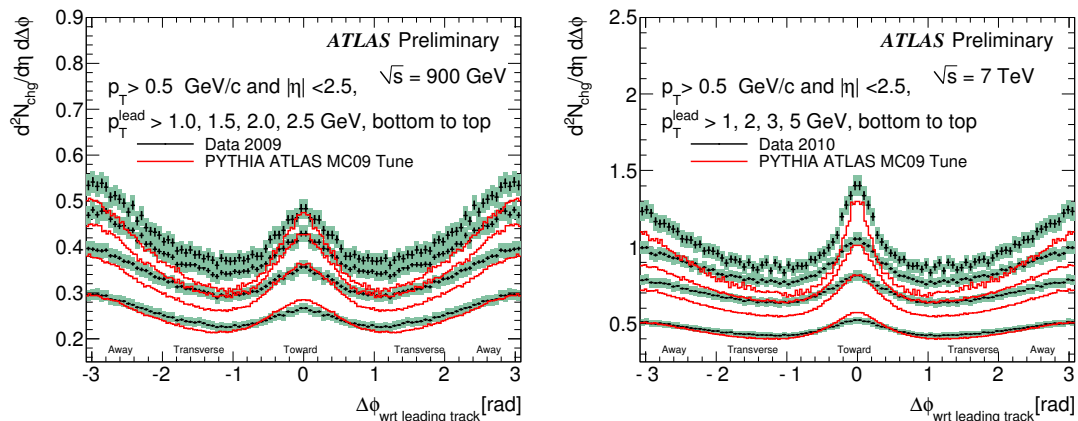 d²N_chg/dη dΔϕ
0.9
0.8
0.7
0.6
0.5
0.4
0.3
0.2
ATLAS Preliminary
√s = 900 GeV
p_T > 0.5 GeV/c and |η| <2.5,
p_T^lead > 1.0, 1.5, 2.0, 2.5 GeV, bottom to top
Data 2009
PYTHIA ATLAS MC09 Tune
Away Transverse Toward Transverse Away
-3 -2 -1 0 1 2 3
Δϕ_wrt leading track [rad]
d²N_chg/dη dΔϕ
2.5
2
1.5
1
0.5
ATLAS Preliminary
√s = 7 TeV
p_T > 0.5 GeV/c and |η| <2.5,
p_T^lead > 1, 2, 3, 5 GeV, bottom to top
Data 2010
PYTHIA ATLAS MC09 Tune
Away Transverse Toward Transverse Away
- 3 - 2 - 1 0 1 2 3
Δϕ_wrt leading track [rad]